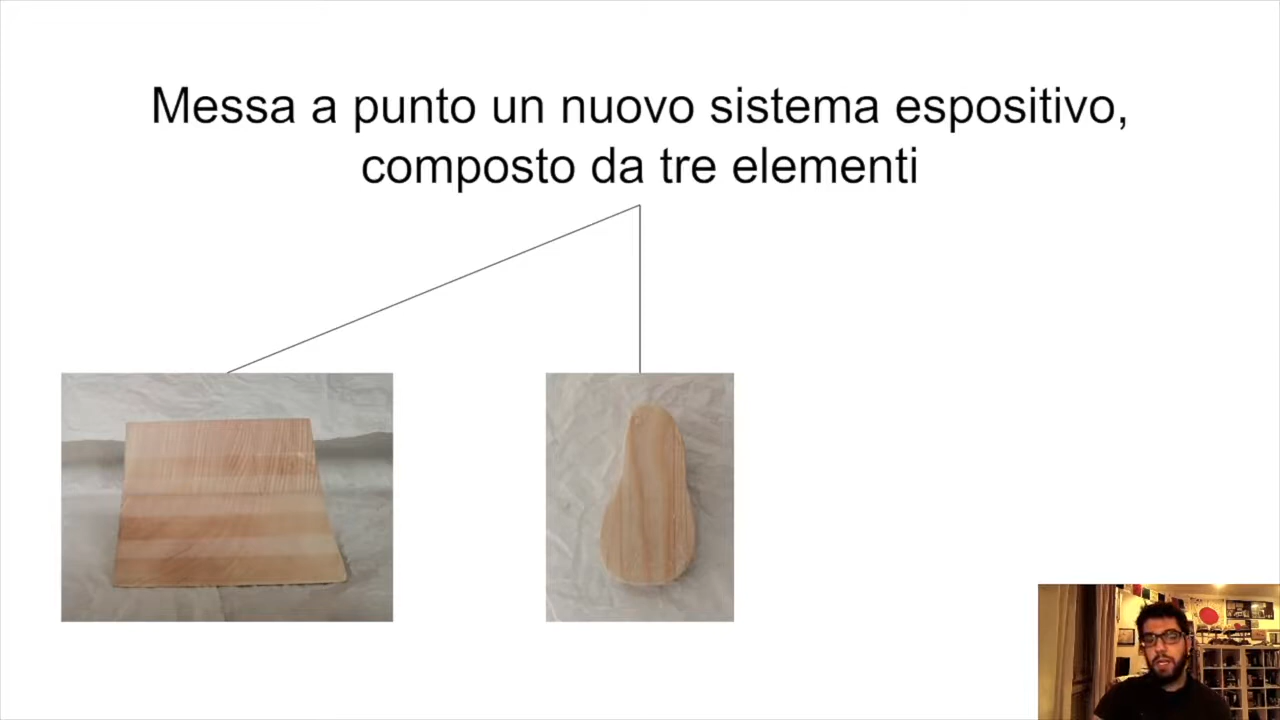 Messa a punto un nuovo sistema espositivo,
composto da tre elementi